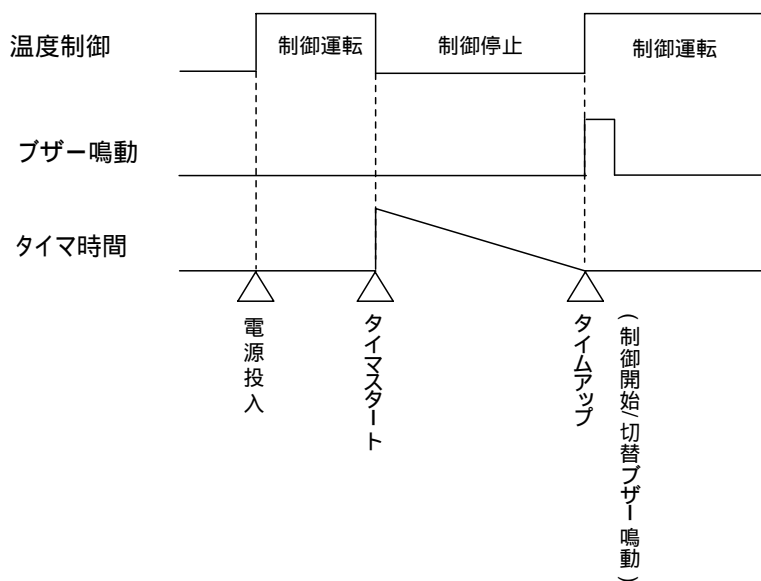 温度制御
制御運転
制御停止
制御運転
ブザー鳴動
タイマ時間
電源投入
タイマスタート
タイムアップ
(制御開始/切替ブザー鳴動)